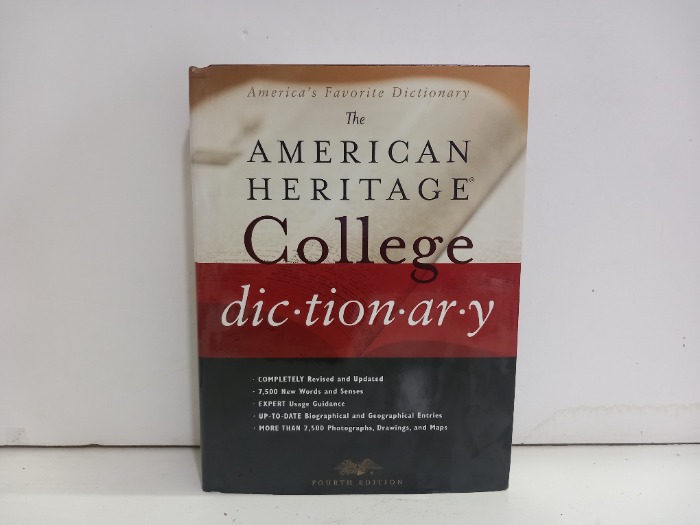 America's Favorite Dictionary
The
AMERICAN
HERITAGE®
College
dic·tion·ar·y
· COMPLETELY Revised and Updated
· 7,500 New Words and Senses
· EXPERT Usage Guidance
· UP-TO-DATE Biographical and Geographical Entries
· MORE THAN 2,500 Photographs, Drawings, and Maps
FOURTH EDITION